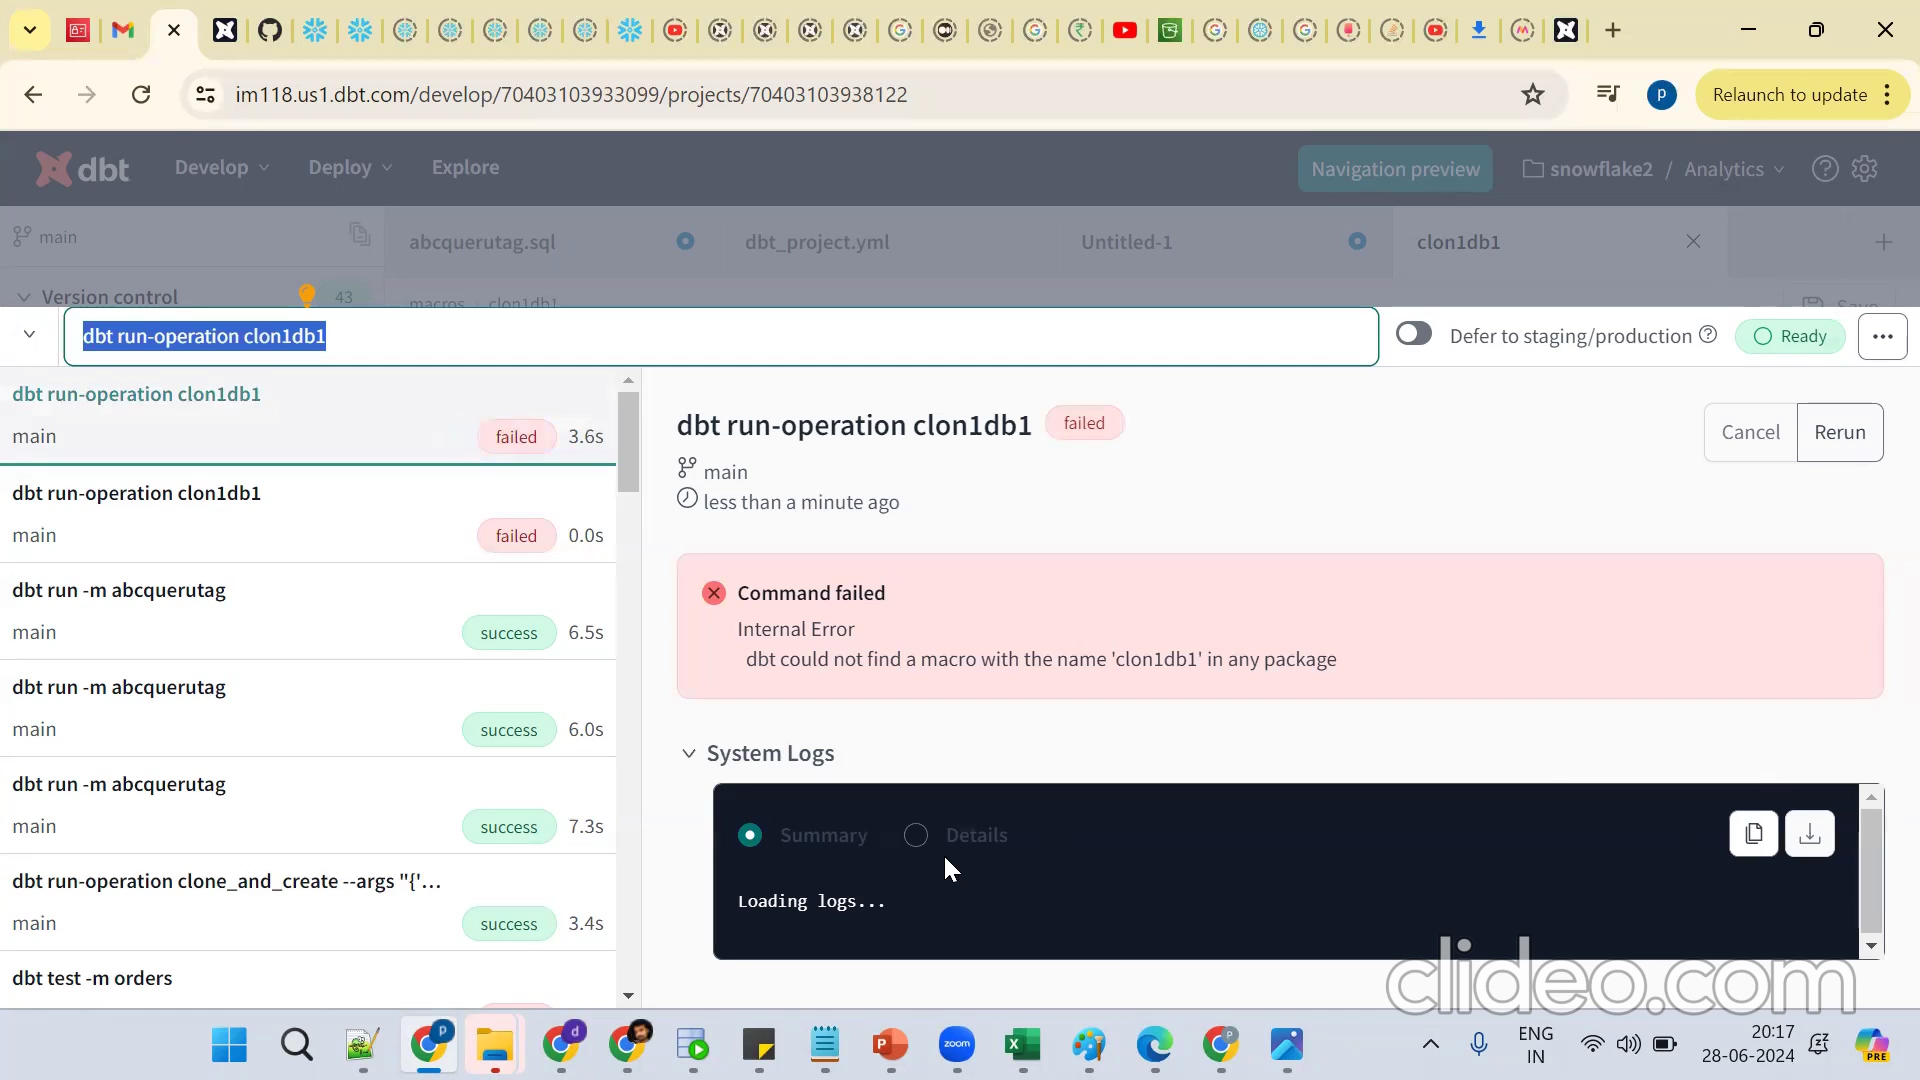 im118.us1.dbt.com/develop/70403103933099/projects/70403103938122
p
Relaunch to update
dbt
Develop
Deploy
Explore
Navigation preview
snowflake2 / Analytics
main
abcquerutag.sql
dbt_project.yml
Untitled-1
clon1db1
Version control
43
macros clon1db1
Save
dbt run-operation clon1db1
Defer to staging/production
Ready
dbt run-operation clon1db1
main
failed 3.6s
dbt run-operation clon1db1
main
failed 0.0s
dbt run -m abcquerutag
main
success 6.5s
dbt run -m abcquerutag
main
success 6.0s
dbt run -m abcquerutag
main
success 7.3s
dbt run-operation clone_and_create --args "{'...
main
success 3.4s
dbt test -m orders
dbt run-operation clon1db1 failed
main
less than a minute ago
Cancel
Rerun
Command failed
Internal Error
dbt could not find a macro with the name 'clon1db1' in any package
System Logs
Summary
Details
Loading logs...
clideo.com
P
d
zoom
ENG
IN
20:17
28-06-2024
PRE